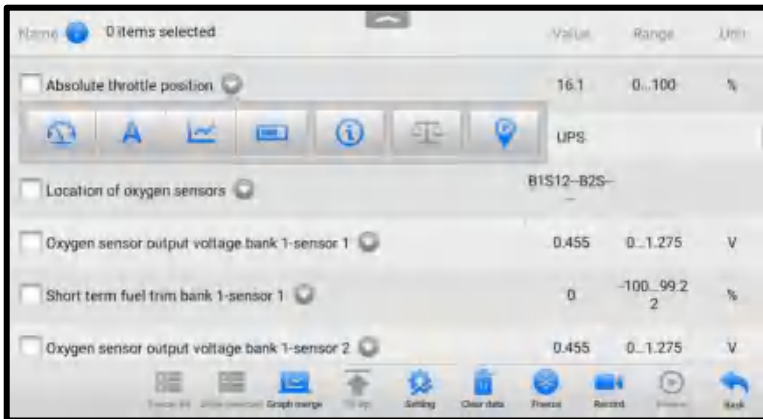 Name 0 items selected Value Range Unit
Absolute throttle position 16.1 0...100 %
A UPS
Location of oxygen sensors B1S12--B2S--
--
Oxygen sensor output voltage bank 1-sensor 1 0.455 0...1.275 V
Short term fuel trim bank 1-sensor 1 0 -100...99.2
2 %
Oxygen sensor output voltage bank 1-sensor 2 0.455 0...1.275 V
Graph merge To top Setting Clear data Freeze Record Back